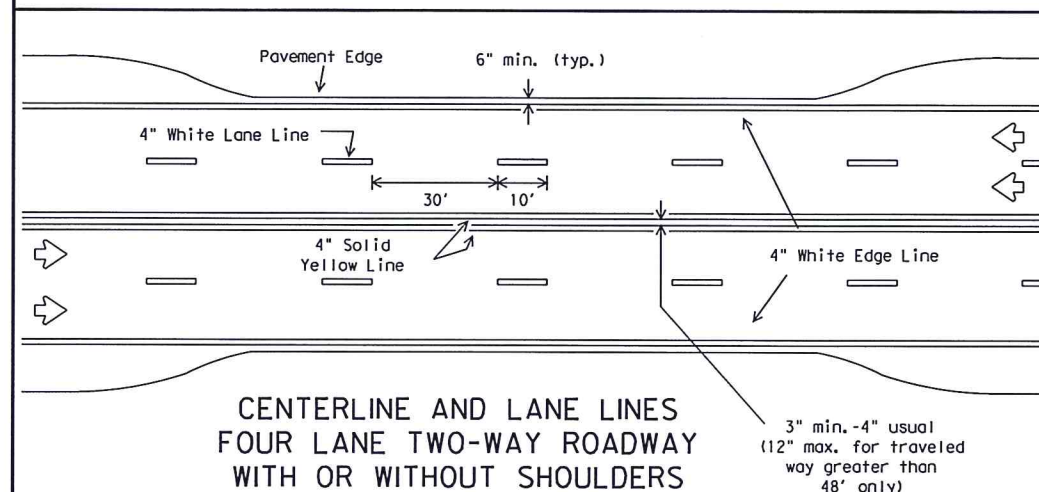 Pavement Edge
6" min. (typ.)
4" White Lane Line
30'
10'
4" Solid
Yellow Line
4" White Edge Line
CENTERLINE AND LANE LINES
FOUR LANE TWO-WAY ROADWAY
WITH OR WITHOUT SHOULDERS
3" min.-4" usual
(12" max. for traveled
way greater than
48' only)